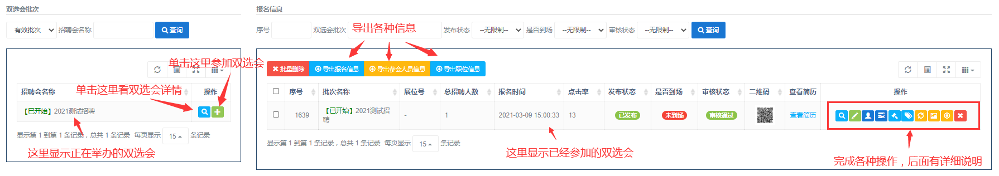 双选会批次
有效批次 招聘会名称 查询
单击这里参加双选会
招聘会名称 操作
单击这里看双选会详情
【已开始】2021测试招聘
显示第 1 到第 1 条记录，总共 1 条记录 每页显示 15 条记录
这里显示正在举办的双选会
报名信息
序号 双选会批次 发布状态 --无限制-- 是否到场 --无限制-- 审核状态 --无限制-- 查询
导出各种信息
批量删除 导出报名信息 导出参会人员信息 导出职位信息
序号 批次名称 展位号 总招聘人数 报名时间 点击率 发布状态 是否到场 审核状态 二维码 查看简历 操作
1639 【已开始】2021测试招聘 - 1 2021-03-09 15:00:33 13 已发布 未到场 审核通过 查看简历
显示第 1 到第 1 条记录，总共 1 条记录 每页显示 15 条记录
这里显示已经参加的双选会
完成各种操作，后面有详细说明